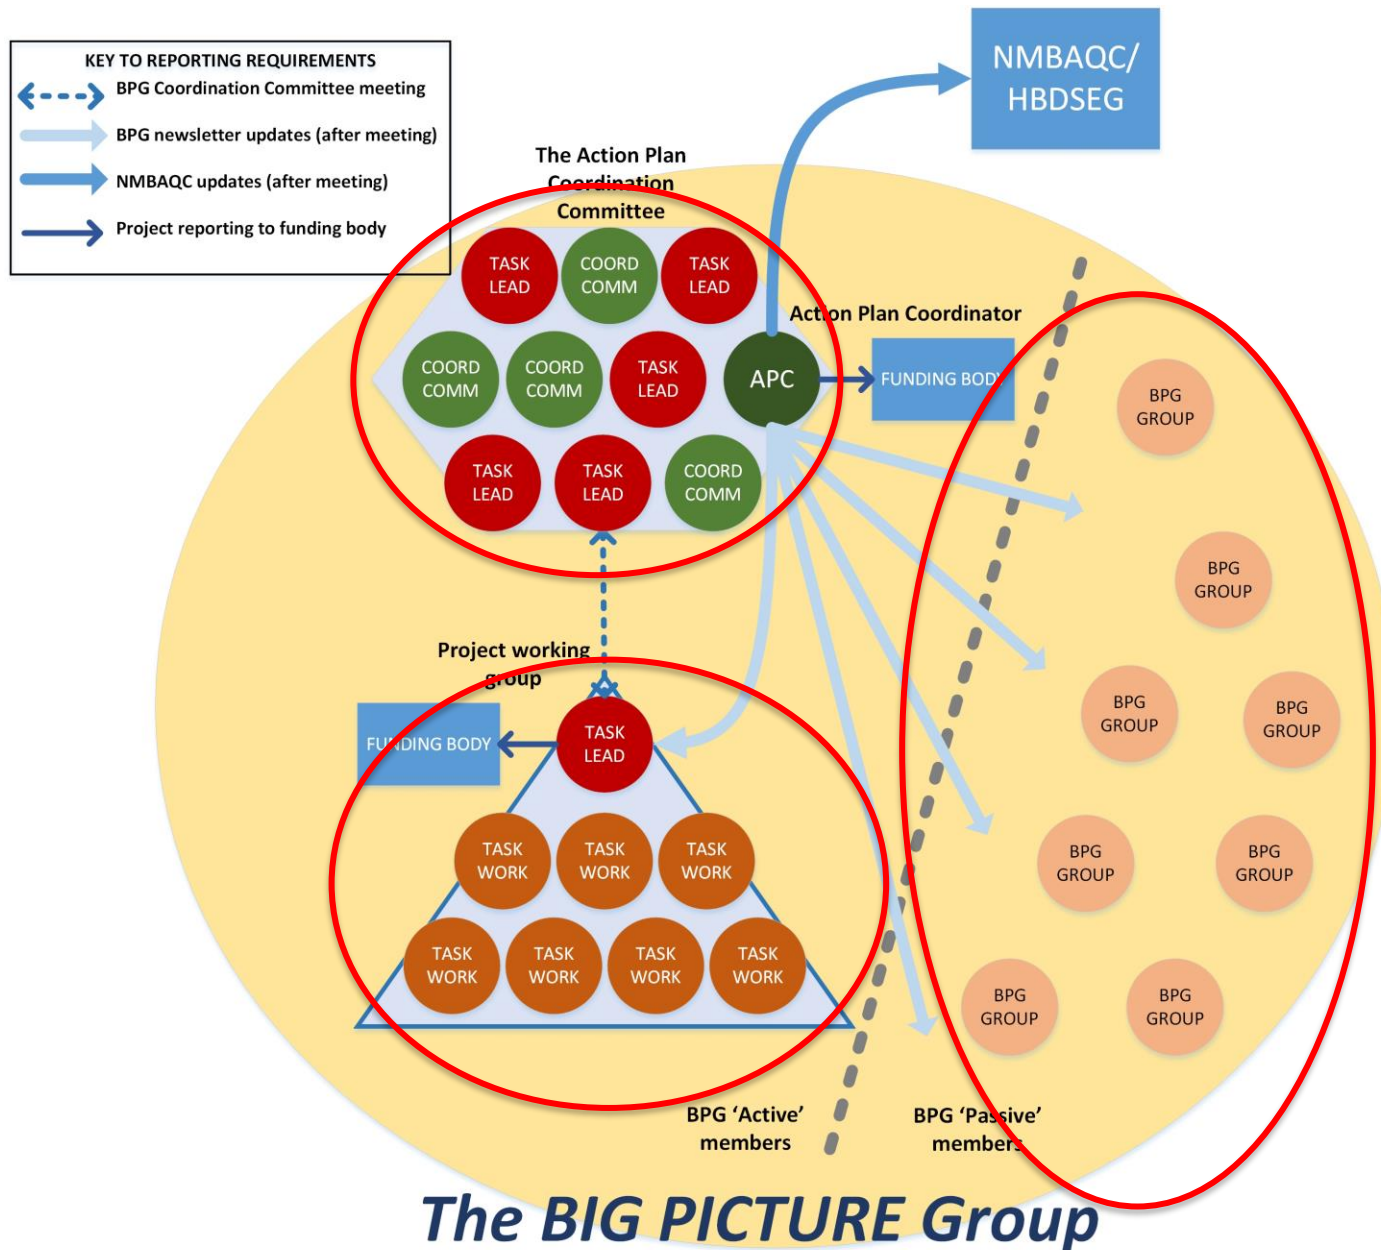 KEY TO REPORTING REQUIREMENTS
BPG Coordination Committee meeting
BPG newsletter updates (after meeting)
NMBAQC updates (after meeting)
Project reporting to funding body
NMBAQC/
HBDSEG
The Action Plan
Coordination
Committee
TASK
LEAD
COORD
COMM
TASK
LEAD
Action Plan Coordinator
COORD
COMM
COORD
COMM
TASK
LEAD
APC
FUNDING BODY
TASK
LEAD
TASK
LEAD
COORD
COMM
BPG
GROUP
BPG
GROUP
BPG
GROUP
BPG
GROUP
BPG
GROUP
BPG
GROUP
BPG
GROUP
BPG
GROUP
Project working
group
FUNDING BODY
TASK
LEAD
TASK
WORK
TASK
WORK
TASK
WORK
TASK
WORK
TASK
WORK
TASK
WORK
TASK
WORK
BPG ‘Active’
members
BPG ‘Passive’
members
The BIG PICTURE Group